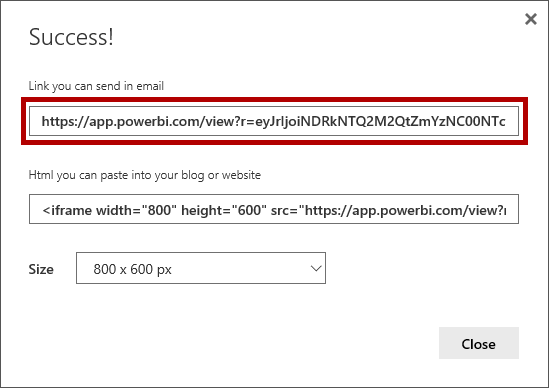 Success!
Link you can send in email
https://app.powerbi.com/view?r=eyJrIjoiNDRkNTQ2M2QtZmYzNC00NTc
Html you can paste into your blog or website
<iframe width="800" height="600" src="https://app.powerbi.com/view?r
Size
800 x 600 px
Close